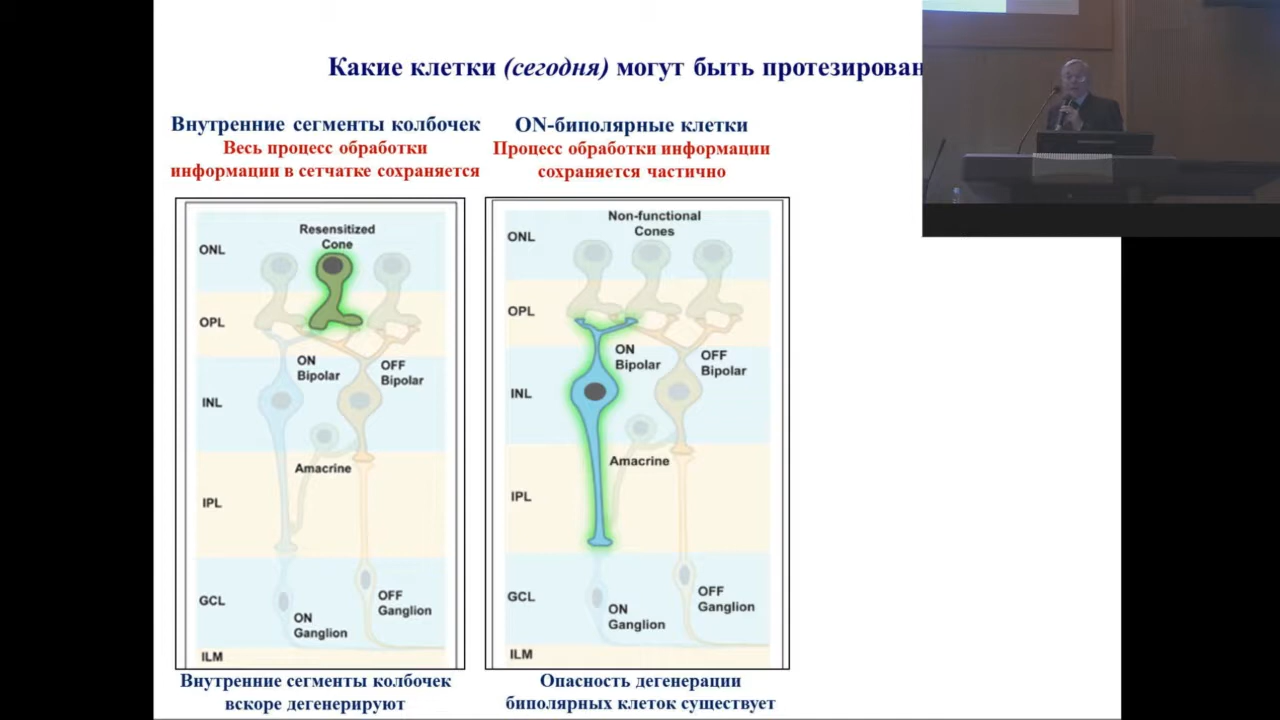 Какие клетки (сегодня) могут быть протезирован
Внутренние сегменты колбочек
Весь процесс обработки
информации в сетчатке сохраняется
ONL
Resensitized
Cone
OPL
ON
Bipolar
OFF
Bipolar
INL
Amacrine
IPL
GCL
OFF
Ganglion
ON
Ganglion
ILM
Внутренние сегменты колбочек
вскоре дегенерируют
ON-биполярные клетки
Процесс обработки информации
сохраняется частично
Non-functional
Cones
ONL
OPL
ON
Bipolar
OFF
Bipolar
INL
Amacrine
IPL
GCL
OFF
Ganglion
ON
Ganglion
ILM
Опасность дегенерации
биполярных клеток существует